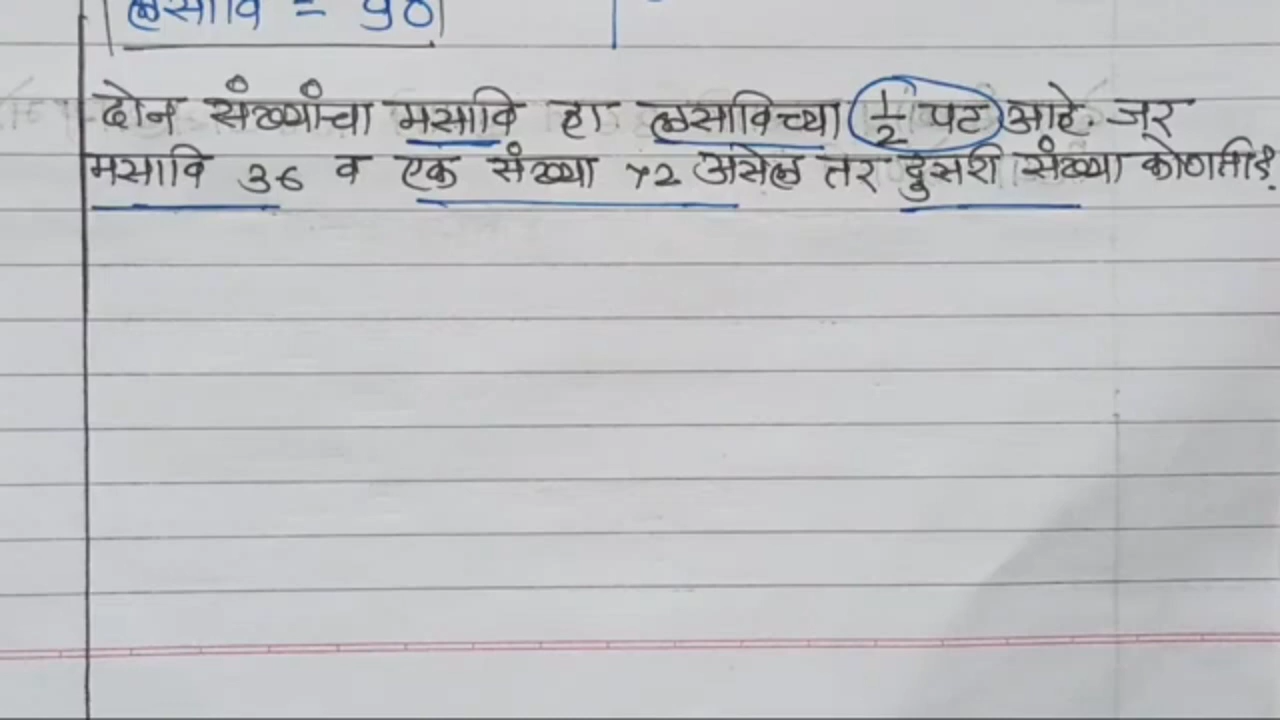 लसावि = 90
दोन संख्यांचा मसावि हा लसाविच्या 1/2 पट आहे. जर
मसावि 36 व एक संख्या 72 असेल तर दुसरी संख्या कोणती?